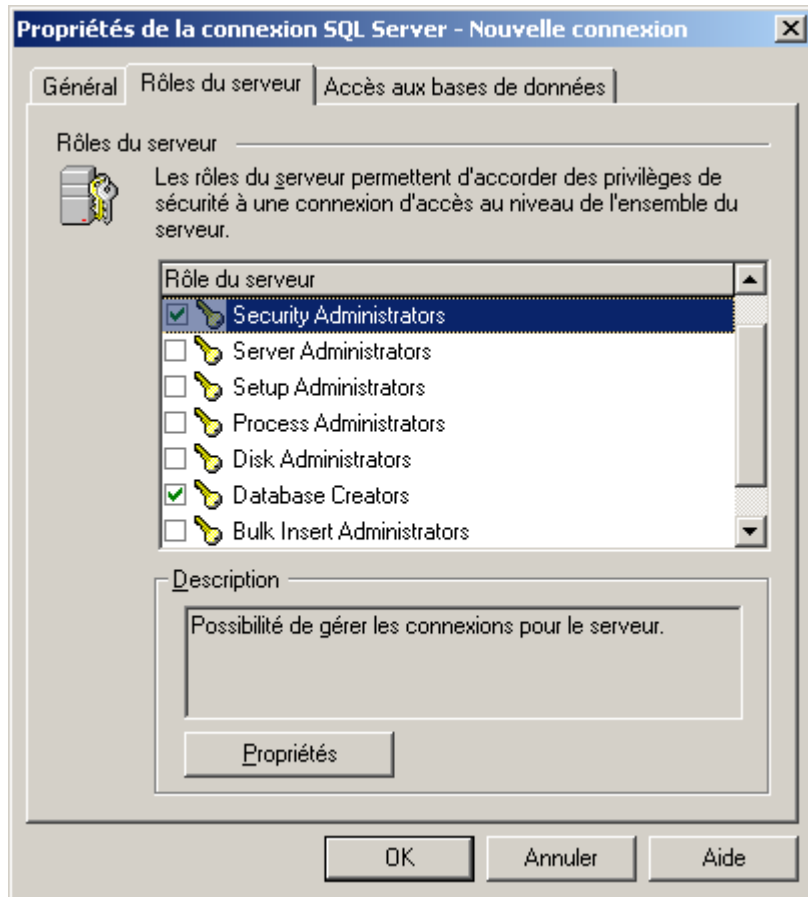 Propriétés de la connexion SQL Server - Nouvelle connexion
Général Rôles du serveur Accès aux bases de données
Rôles du serveur
Les rôles du serveur permettent d'accorder des privilèges de
sécurité à une connexion d'accès au niveau de l'ensemble du
serveur.
Rôle du serveur
Security Administrators
Server Administrators
Setup Administrators
Process Administrators
Disk Administrators
Database Creators
Bulk Insert Administrators
Description
Possibilité de gérer les connexions pour le serveur.
Propriétés
OK Annuler Aide